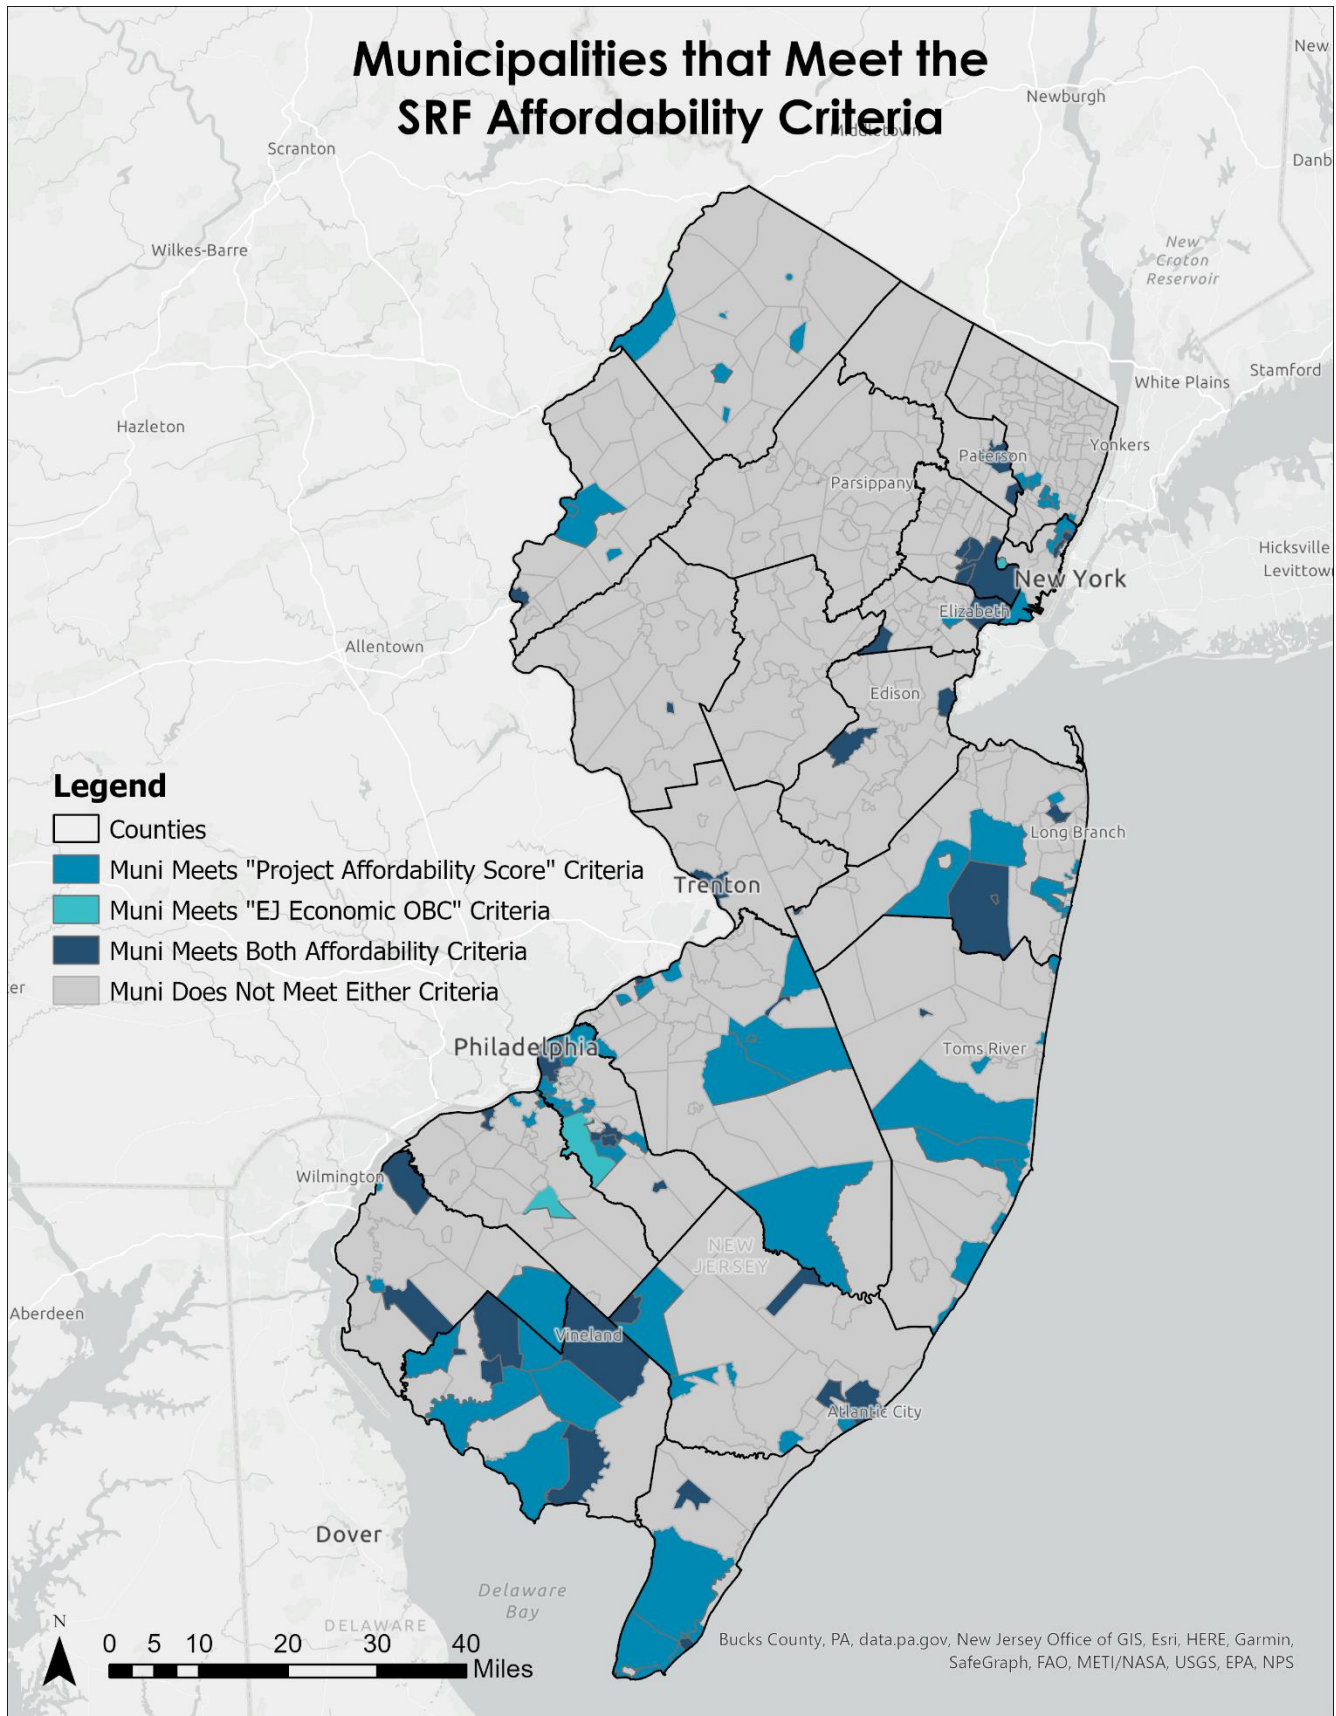 Municipalities that Meet the
SRF Affordability Criteria
New
Newburgh
Middletown
Scranton
Danb
Wilkes-Barre
New
Croton
Reservoir
White Plains
Stamford
Hazleton
Paterson
Yonkers
Parsippany
Hicksville
Levittown
New York
Elizabeth
Allentown
Edison
Legend
Counties
Muni Meets "Project Affordability Score" Criteria
Muni Meets "EJ Economic OBC" Criteria
Muni Meets Both Affordability Criteria
Muni Does Not Meet Either Criteria
Long Branch
Trenton
er
Philadelphia
Toms River
Wilmington
NEW
JERSEY
Aberdeen
Vineland
Atlantic City
Dover
Delaware
Bay
DELAWARE
N
0 5 10 20 30 40
Miles
Bucks County, PA, data.pa.gov, New Jersey Office of GIS, Esri, HERE, Garmin,
SafeGraph, FAO, METI/NASA, USGS, EPA, NPS